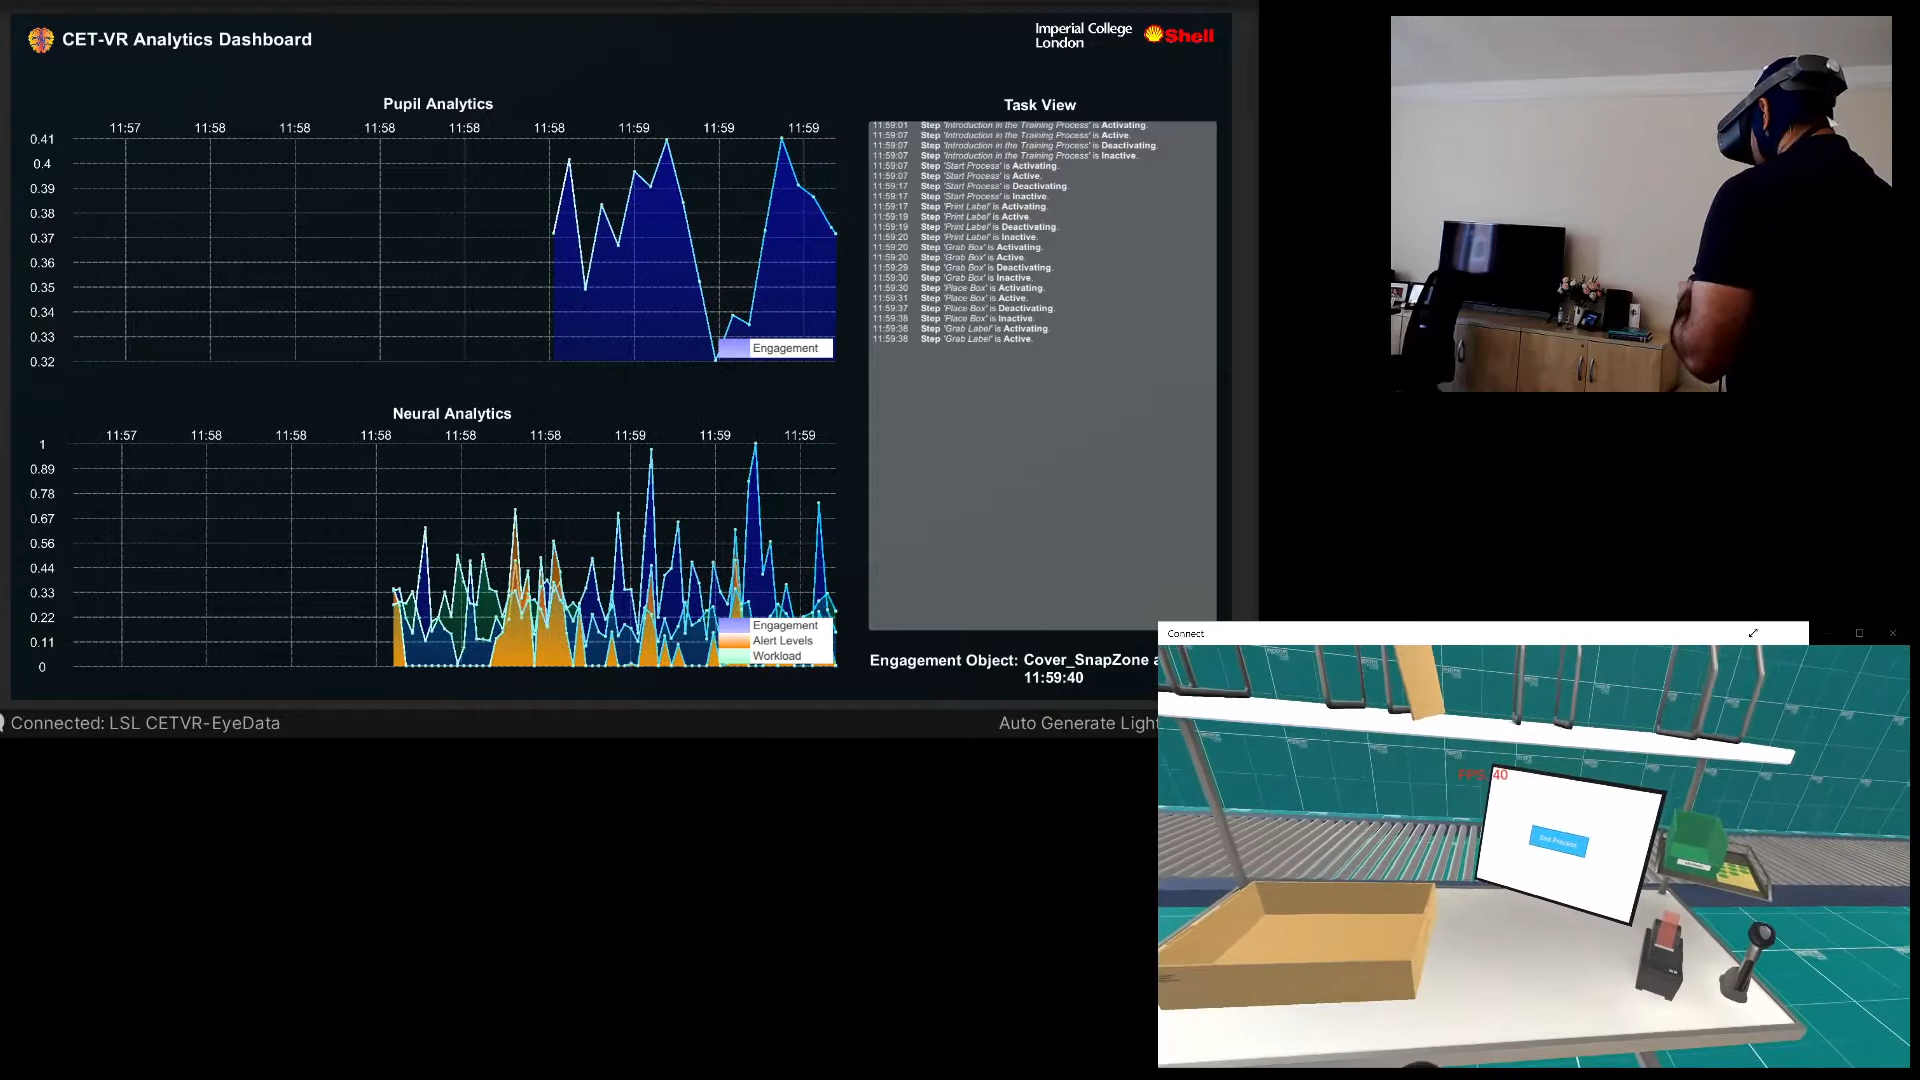 CET-VR Analytics Dashboard
Imperial College
London
Shell
Pupil Analytics
11:57 11:58 11:58 11:58 11:58 11:59 11:59 11:59
0.41
0.4
0.39
0.38
0.37
0.36
0.35
0.34
0.33
0.32
Engagement
Neural Analytics
11:57 11:58 11:58 11:58 11:58 11:58 11:59 11:59 11:59
1
0.89
0.78
0.67
0.56
0.44
0.33
0.22
0.11
0
Engagement
Alert Levels
Workload
Task View
11:59:01 Step 'Introduction in the Training Process' is Activating.
11:59:07 Step 'Introduction in the Training Process' is Active.
11:59:07 Step 'Introduction in the Training Process' is Deactivating.
11:59:07 Step 'Introduction in the Training Process' is Inactive.
11:59:07 Step 'Start Process' is Activating.
11:59:07 Step 'Start Process' is Active.
11:59:17 Step 'Start Process' is Deactivating.
11:59:17 Step 'Start Process' is Inactive.
11:59:17 Step 'Print Label' is Activating.
11:59:19 Step 'Print Label' is Active.
11:59:19 Step 'Print Label' is Deactivating.
11:59:20 Step 'Print Label' is Inactive.
11:59:20 Step 'Grab Box' is Activating.
11:59:20 Step 'Grab Box' is Active.
11:59:29 Step 'Grab Box' is Deactivating.
11:59:30 Step 'Grab Box' is Inactive.
11:59:30 Step 'Place Box' is Activating.
11:59:31 Step 'Place Box' is Active.
11:59:37 Step 'Place Box' is Deactivating.
11:59:38 Step 'Place Box' is Inactive.
11:59:38 Step 'Grab Label' is Activating.
11:59:38 Step 'Grab Label' is Active.
Engagement Object: Cover_SnapZone a
11:59:40
Connected: LSL CETVR-EyeData
Auto Generate Light
Connect
FPS: 40
End Process